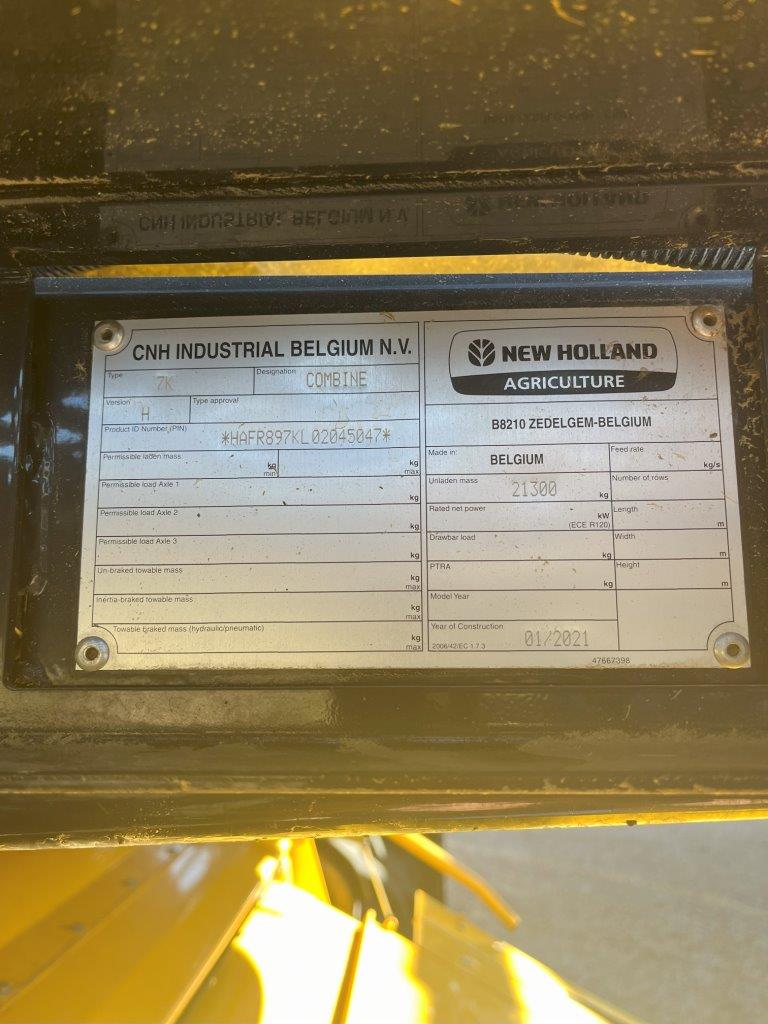 CNH INDUSTRIAL BELGIUM N.V.
Type 7K
Designation COMBINE
Version H
Type approval
Product ID Number (PIN) *HAFR897KL02045047*
Permissible laden mass kg min kg max
Permissible load Axle 1 kg
Permissible load Axle 2 kg
Permissible load Axle 3 kg
Un-braked towable mass kg max
Inertia-braked towable mass kg max
Towable braked mass (hydraulic/pneumatic) kg max
NEW HOLLAND
AGRICULTURE
B8210 ZEDELGEM-BELGIUM
Made in: BELGIUM
Feed rate kg/s
Unladen mass 21300 kg
Number of rows
Rated net power kW (ECE R120)
Length m
Drawbar load kg
Width m
PTRA kg
Height m
Model Year
Year of Construction 01/2021
2006/42/EC 1.7.3
47667398
CNH INDUSTRIAL BELGIUM N.V
NEW HOLLAND